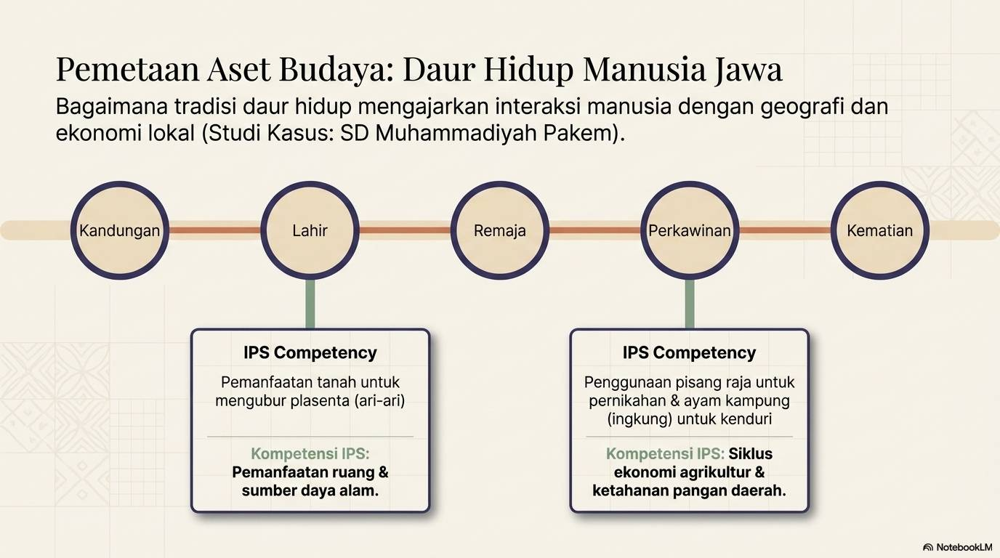 Pemetaan Aset Budaya: Daur Hidup Manusia Jawa
Bagaimana tradisi daur hidup mengajarkan interaksi manusia dengan geografi dan
ekonomi lokal (Studi Kasus: SD Muhammadiyah Pakem).
Kandungan
Lahir
Remaja
Perkawinan
Kematian
IPS Competency
Pemanfaatan tanah untuk
mengubur plasenta (ari-ari)
Kompetensi IPS:
Pemanfaatan ruang &
sumber daya alam.
IPS Competency
Penggunaan pisang raja untuk
pernikahan & ayam kampung
(ingkung) untuk kenduri
Kompetensi IPS: Siklus
ekonomi agrikultur &
ketahanan pangan daerah.
NotebookLM